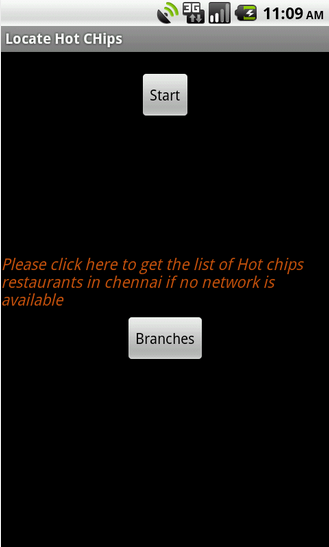 3G 11:09 AM
Locate Hot CHips
Start
Please click here to get the list of Hot chips
restaurants in chennai if no network is
available
Branches